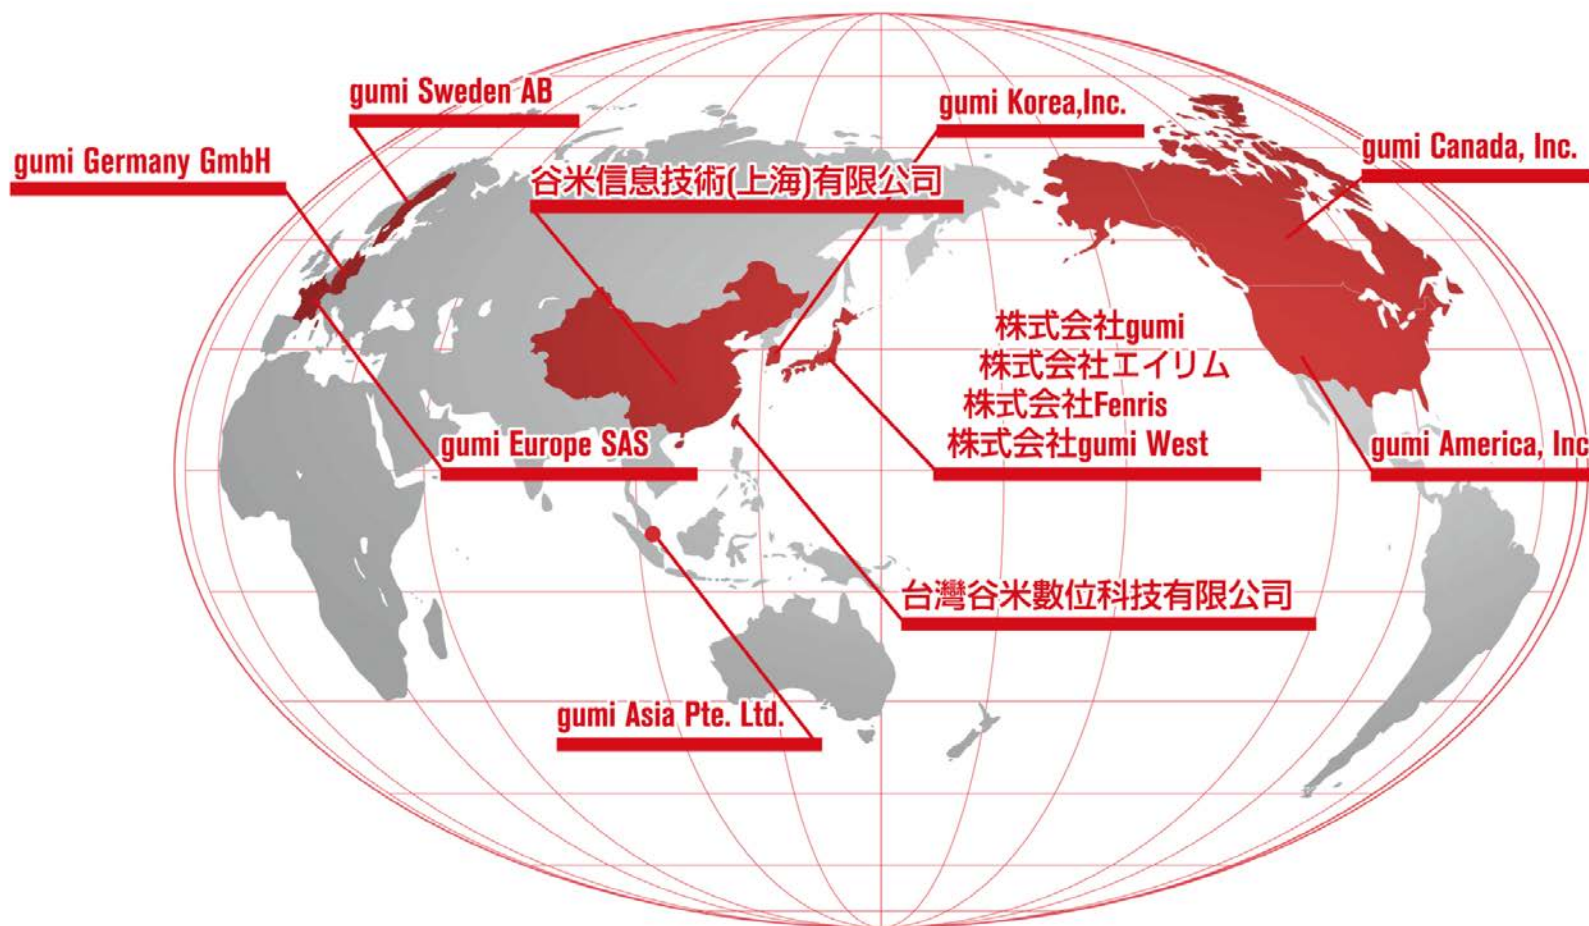 gumi Sweden AB
gumi Korea,Inc.
gumi Germany GmbH
gumi Canada, Inc.
谷米信息技術(上海)有限公司
株式会社gumi
株式会社エイリム
株式会社Fenris
株式会社gumi West
gumi Europe SAS
gumi America, Inc
台灣谷米數位科技有限公司
gumi Asia Pte. Ltd.